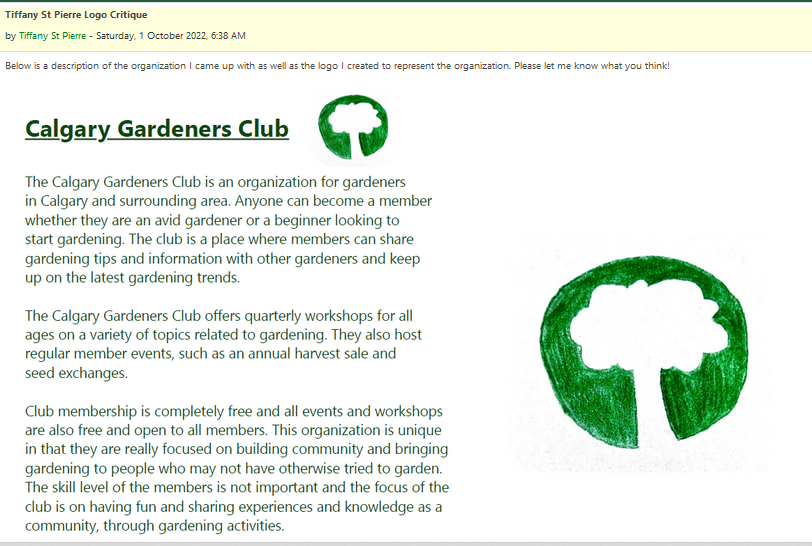 Tiffany St Pierre Logo Critique
by Tiffany St Pierre - Saturday, 1 October 2022, 6:38 AM
Below is a description of the organization I came up with as well as the logo I created to represent the organization. Please let me know what you think!
Calgary Gardeners Club
The Calgary Gardeners Club is an organization for gardeners
in Calgary and surrounding area. Anyone can become a member
whether they are an avid gardener or a beginner looking to
start gardening. The club is a place where members can share
gardening tips and information with other gardeners and keep
up on the latest gardening trends.
The Calgary Gardeners Club offers quarterly workshops for all
ages on a variety of topics related to gardening. They also host
regular member events, such as an annual harvest sale and
seed exchanges.
Club membership is completely free and all events and workshops
are also free and open to all members. This organization is unique
in that they are really focused on building community and bringing
gardening to people who may not have otherwise tried to garden.
The skill level of the members is not important and the focus of the
club is on having fun and sharing experiences and knowledge as a
community, through gardening activities.